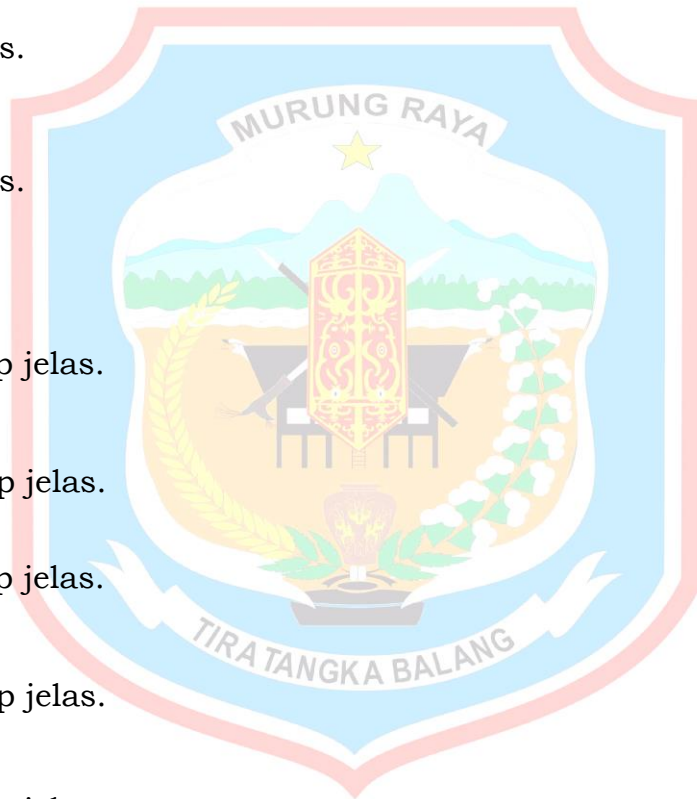 s.
MURUNG RAYA
s.
p jelas.
p jelas.
p jelas.
TIRA TANGKA BALANG
p jelas.